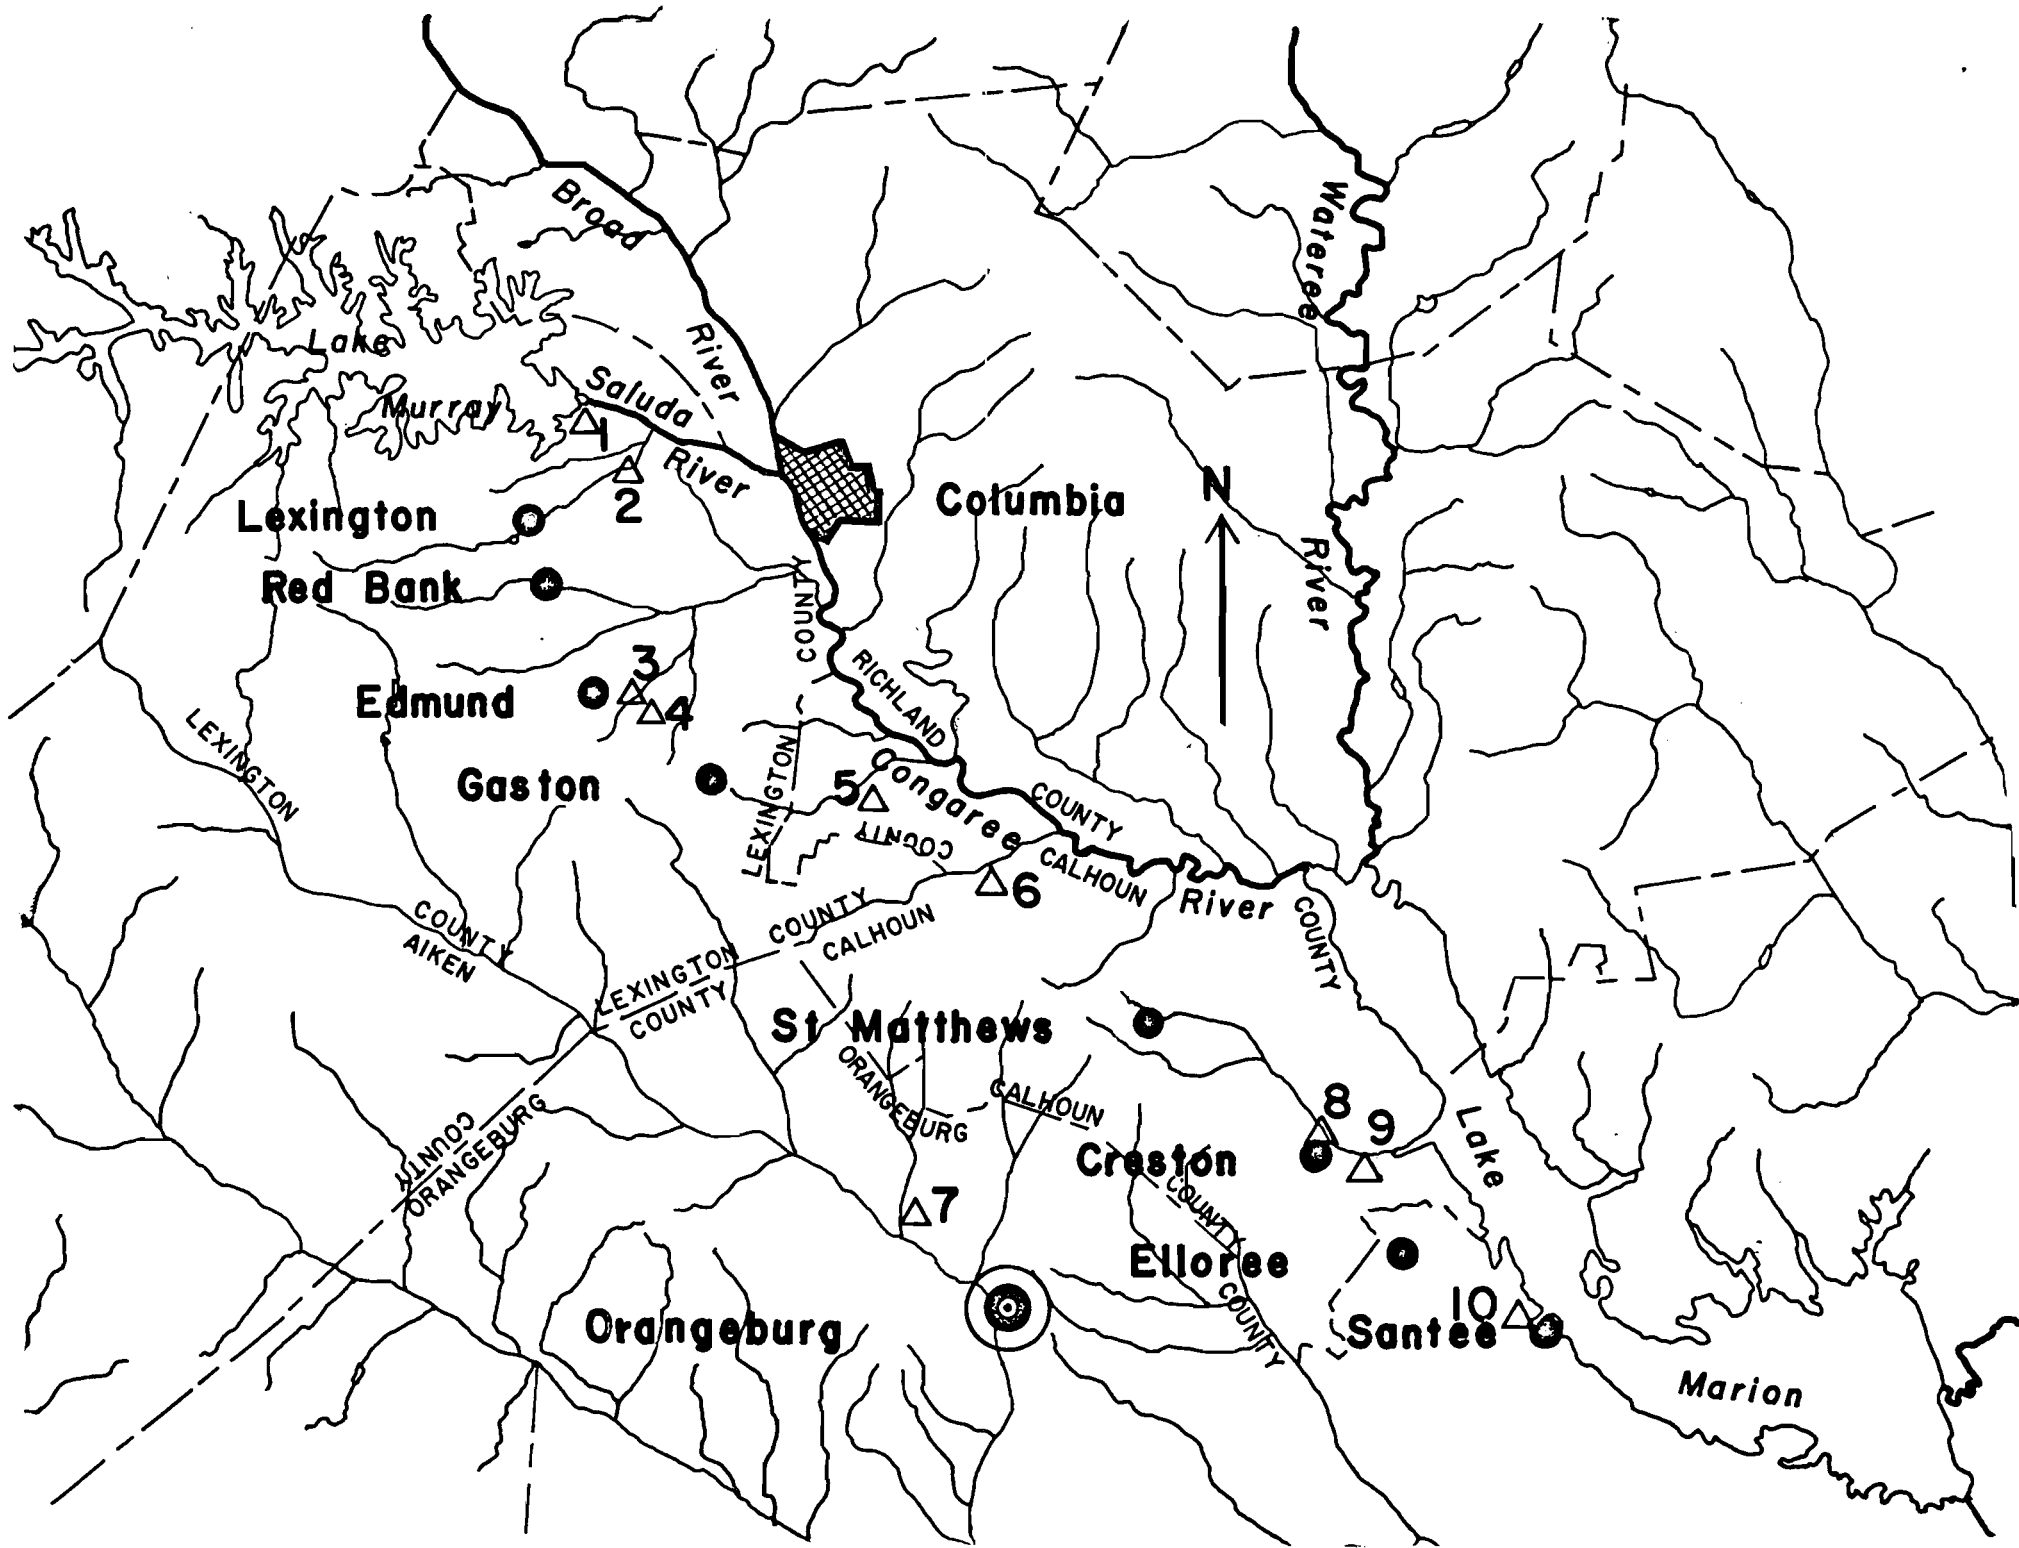 Broad
River
Wateree
River
Lake
Murray
Saluda
River
1
2
Columbia
N
Lexington
Red Bank
COUNTY
RICHLAND
3
Edmund
4
LEXINGTON
LEXINGTON
Gaston
5
Congaree
COUNTY
COUNTY
CALHOUN
6
River
COUNTY
COUNTY
AIKEN
COUNTY
CALHOUN
LEXINGTON
COUNTY
St Matthews
ORANGEBURG
CALHOUN
COUNTY
ORANGEBURG
8
9
Lake
Creston
COUNTY
7
Elloree
COUNTY
10
Orangeburg
Santee
Marion